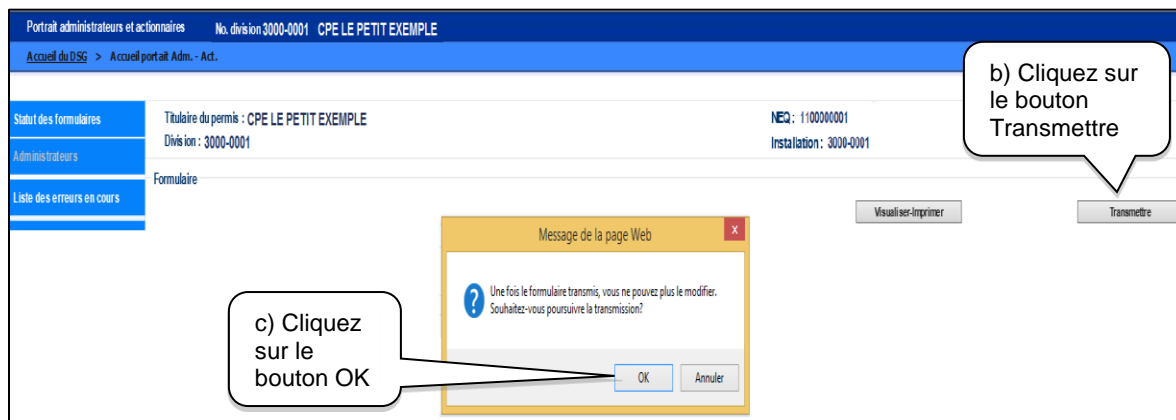 Portrait administrateurs et actionnaires No. division 3000-0001 CPE LE PETIT EXEMPLE
Accueil du DSG > Accueil portait Adm. - Act.
b) Cliquez sur
le bouton
Transmettre
Statut des formulaires
Administrateurs
Liste des erreurs en cours
Titulaire du permis : CPE LE PETIT EXEMPLE
Division : 3000-0001
NEQ : 1100000001
Installation : 3000-0001
Formulaire
Visualiser-Imprimer
Transmettre
Message de la page Web
x
Une fois le formulaire transmis, vous ne pouvez plus le modifier.
Souhaitez-vous poursuivre la transmission?
OK
Annuler
c) Cliquez
sur le
bouton OK